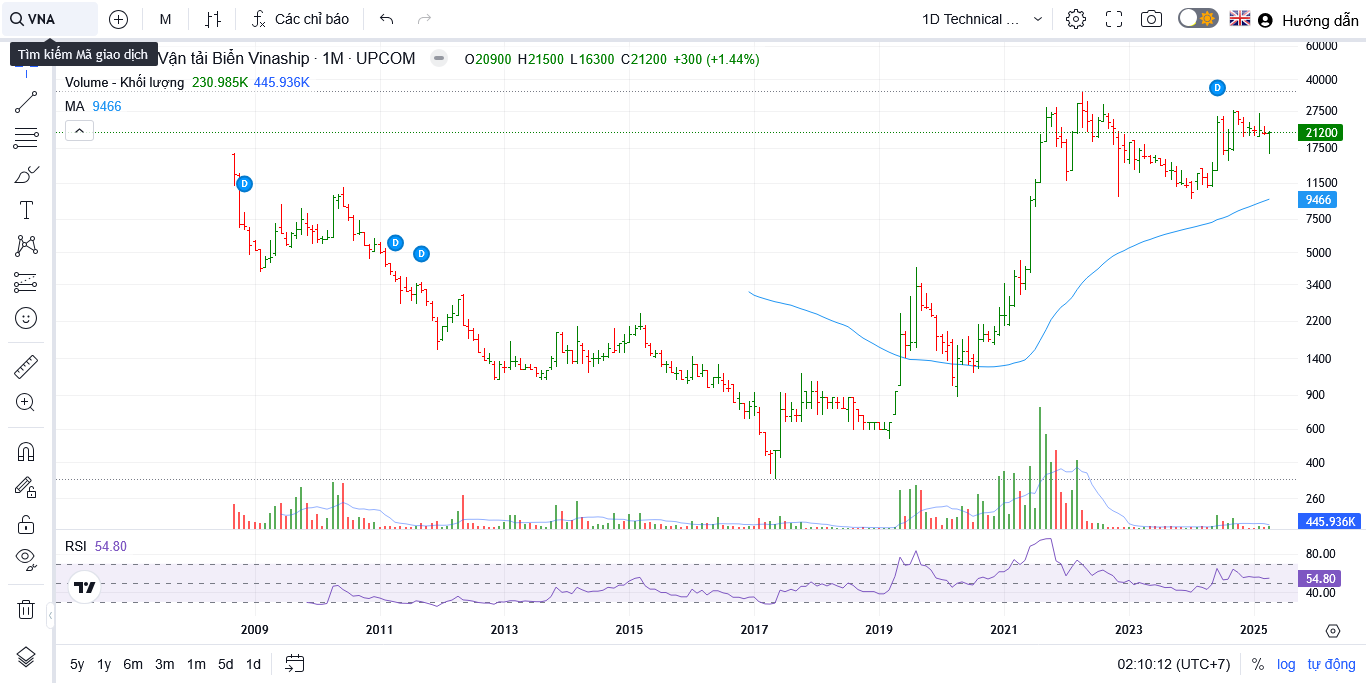 VNA M Các chỉ báo 1D Technical ... Hướng dẫn
Tìm kiếm Mã giao dịch
Vận tải Biển Vinaship · 1M · UPCOM O20900 H21500 L16300 C21200 +300 (+1.44%)
Volume - Khối lượng 230.985K 445.936K
MA 9466
D
D
D
D
60000
40000
27500
21200
17500
11500
9466
7500
5000
3400
2200
1400
900
600
400
260
445.936K
RSI 54.80
80.00
54.80
40.00
2009 2011 2013 2015 2017 2019 2021 2023 2025
5y 1y 6m 3m 1m 5d 1d 02:10:12 (UTC+7) % log tự động